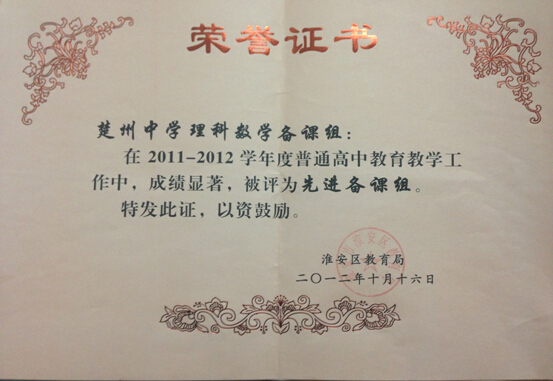 荣誉证书
楚州中学理科数学备课组：
在 2011-2012 学年度普通高中教育教学工
作中，成绩显著，被评为先进备课组。
特发此证，以资鼓励。
淮安区教育局
二〇一二年十月十六日